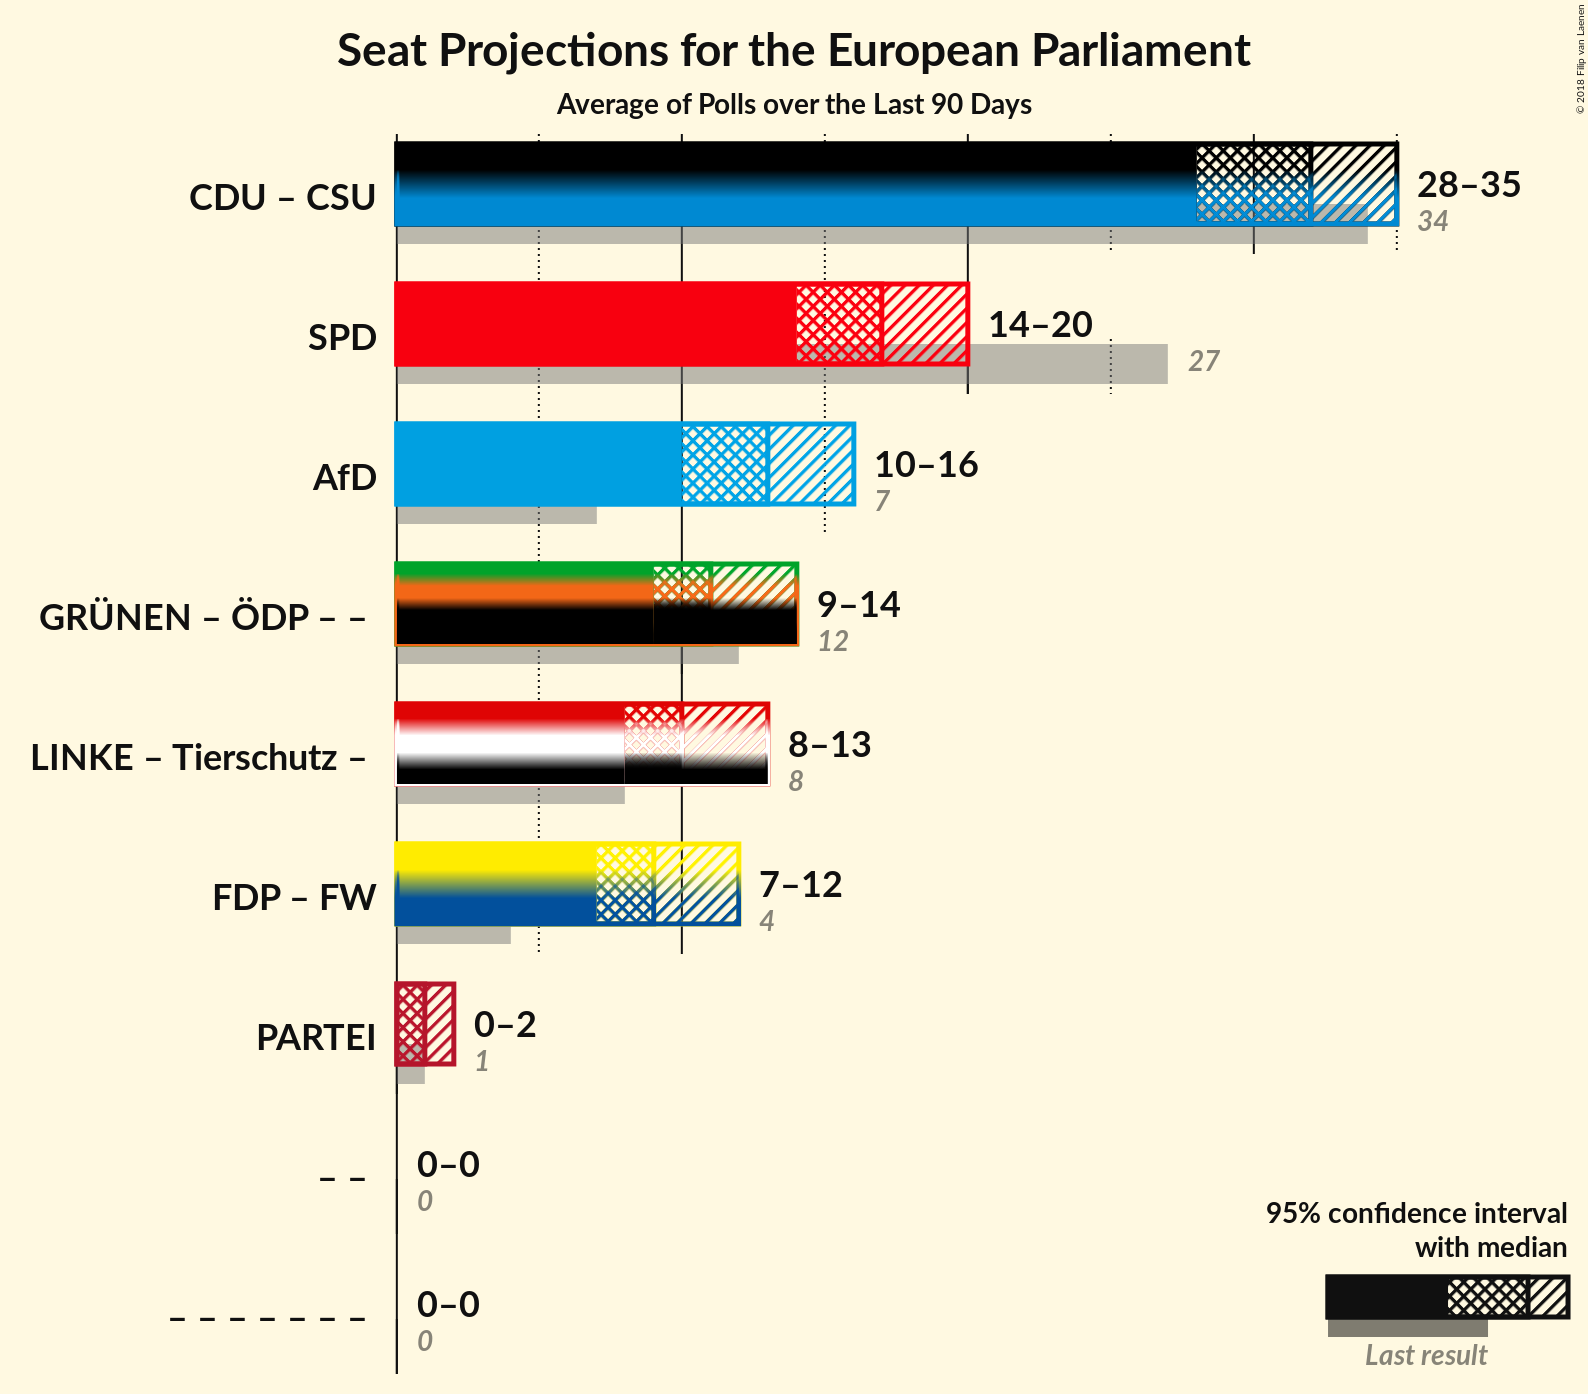 Seat Projections for the European Parliament
Average of Polls over the Last 90 Days
© 2018 Filip van Laenen
CDU – CSU
28–35
34
SPD
14–20
27
AfD
10–16
7
GRÜNEN – ÖDP – –
9–14
12
LINKE – Tierschutz –
8–13
8
FDP – FW
7–12
4
PARTEI
0–2
1
– –
0–0
0
– – – – – – –
0–0
0
95% confidence interval
with median
Last result